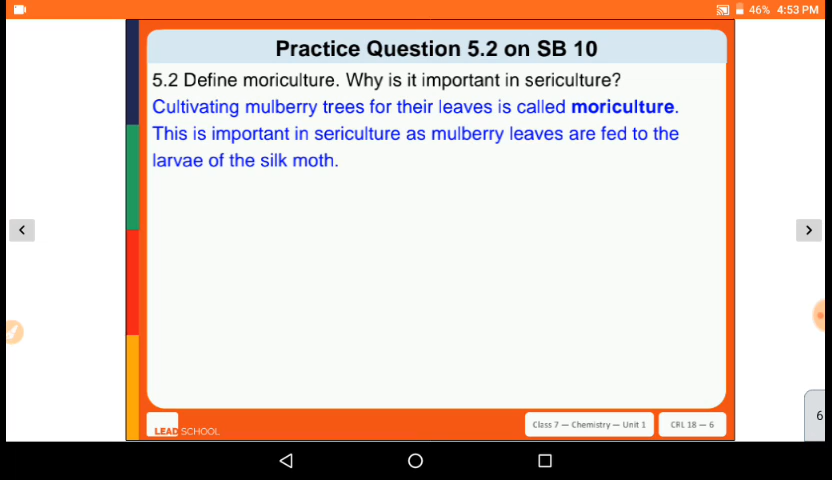 46% 4:53 PM
Practice Question 5.2 on SB 10
5.2 Define moriculture. Why is it important in sericulture?
Cultivating mulberry trees for their leaves is called moriculture.
This is important in sericulture as mulberry leaves are fed to the
larvae of the silk moth.
6
LEAD SCHOOL
Class 7 — Chemistry — Unit 1
CRL 18 — 6